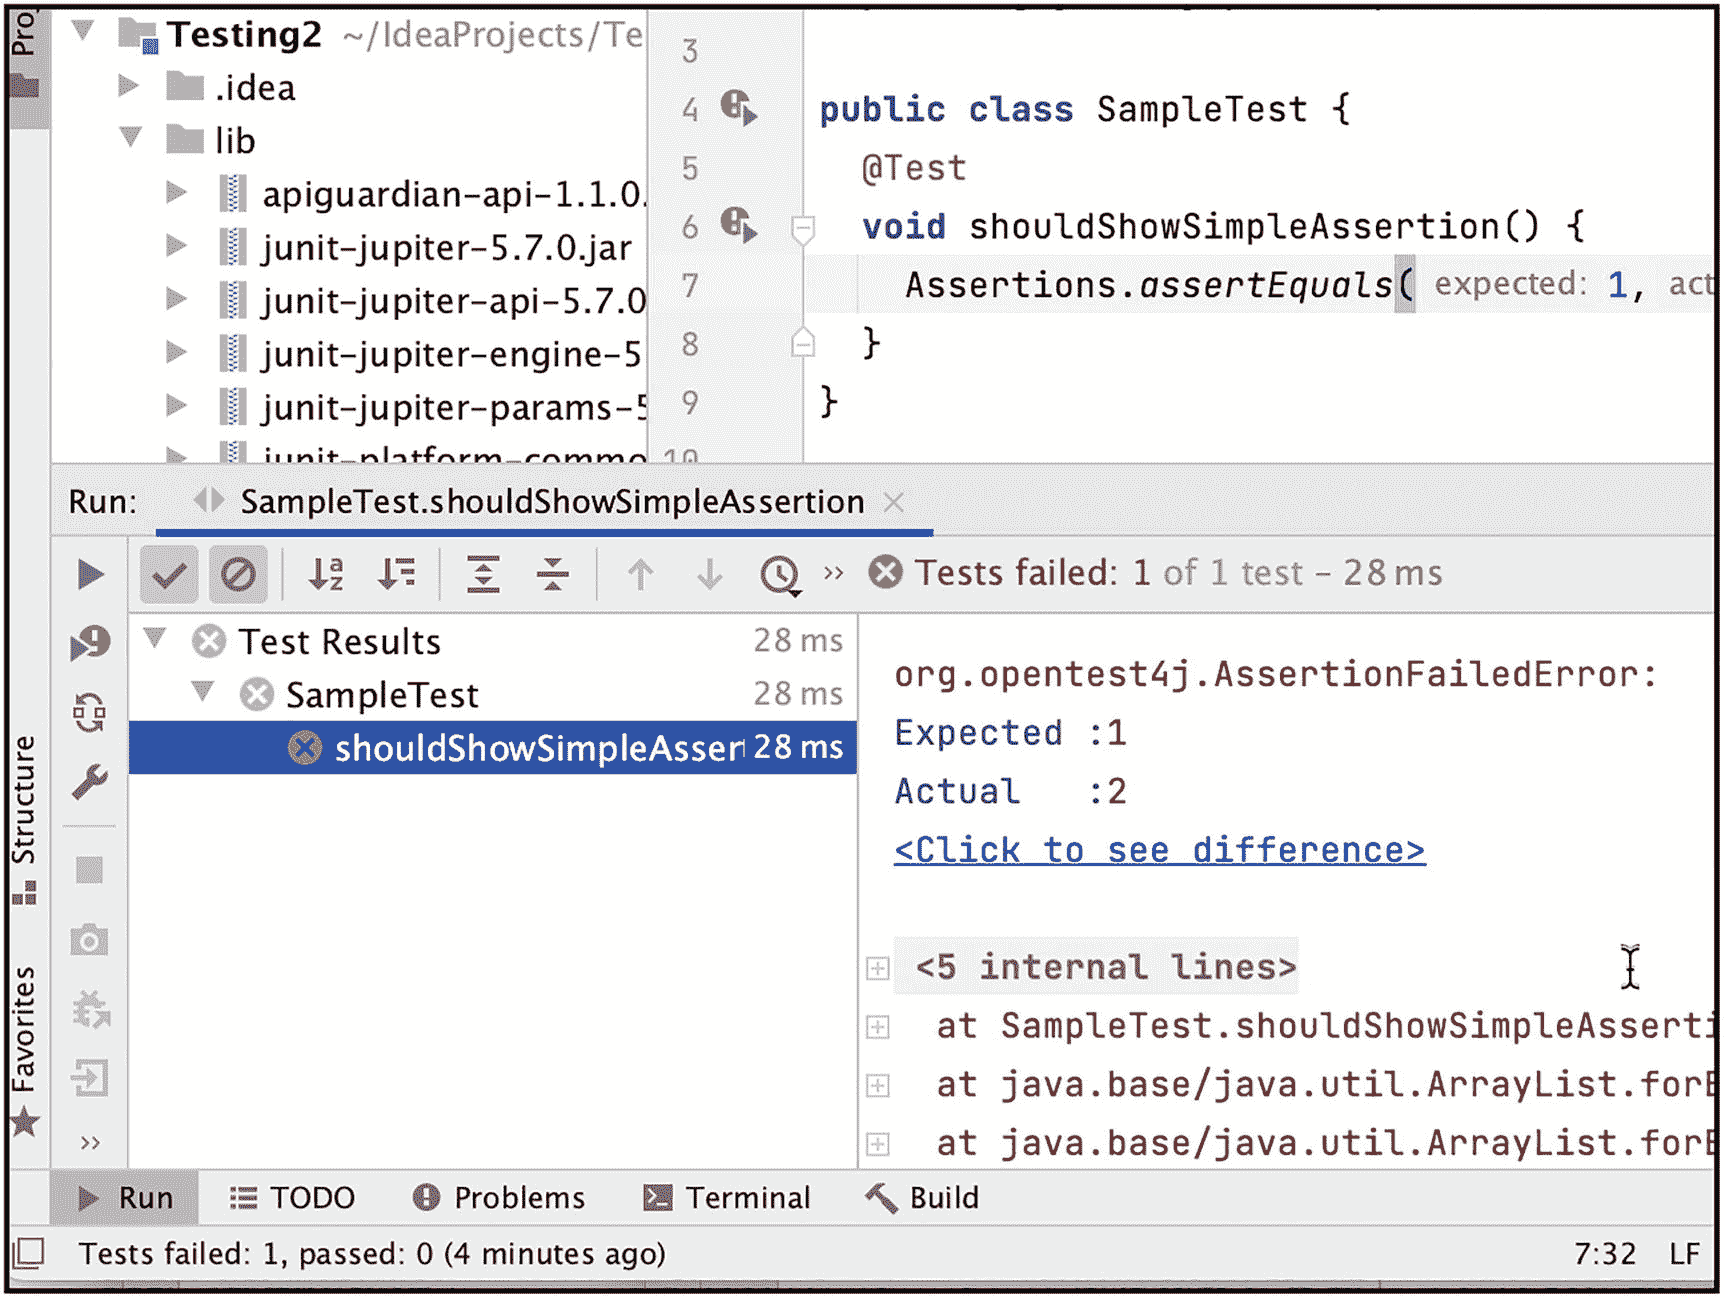 Testing2 ~/IdeaProjects/Te
.idea
lib
apiguardian-api-1.1.0.
junit-jupiter-5.7.0.jar
junit-jupiter-api-5.7.0
junit-jupiter-engine-5
junit-jupiter-params-5
junit-platform-commo
3
4 public class SampleTest {
5 @Test
6 void shouldShowSimpleAssertion() {
7 Assertions.assertEquals( expected: 1, act
8 }
9 }
10
Run: SampleTest.shouldShowSimpleAssertion
>> Tests failed: 1 of 1 test – 28 ms
Test Results 28 ms
SampleTest 28 ms
shouldShowSimpleAsser 28 ms
org.opentest4j.AssertionFailedError:
Expected :1
Actual :2
<Click to see difference>
<5 internal lines>
at SampleTest.shouldShowSimpleAsserti
at java.base/java.util.ArrayList.forE
at java.base/java.util.ArrayList.forE
Proj
Structure
Favorites
>>
Run TODO Problems Terminal Build
Tests failed: 1, passed: 0 (4 minutes ago) 7:32 LF